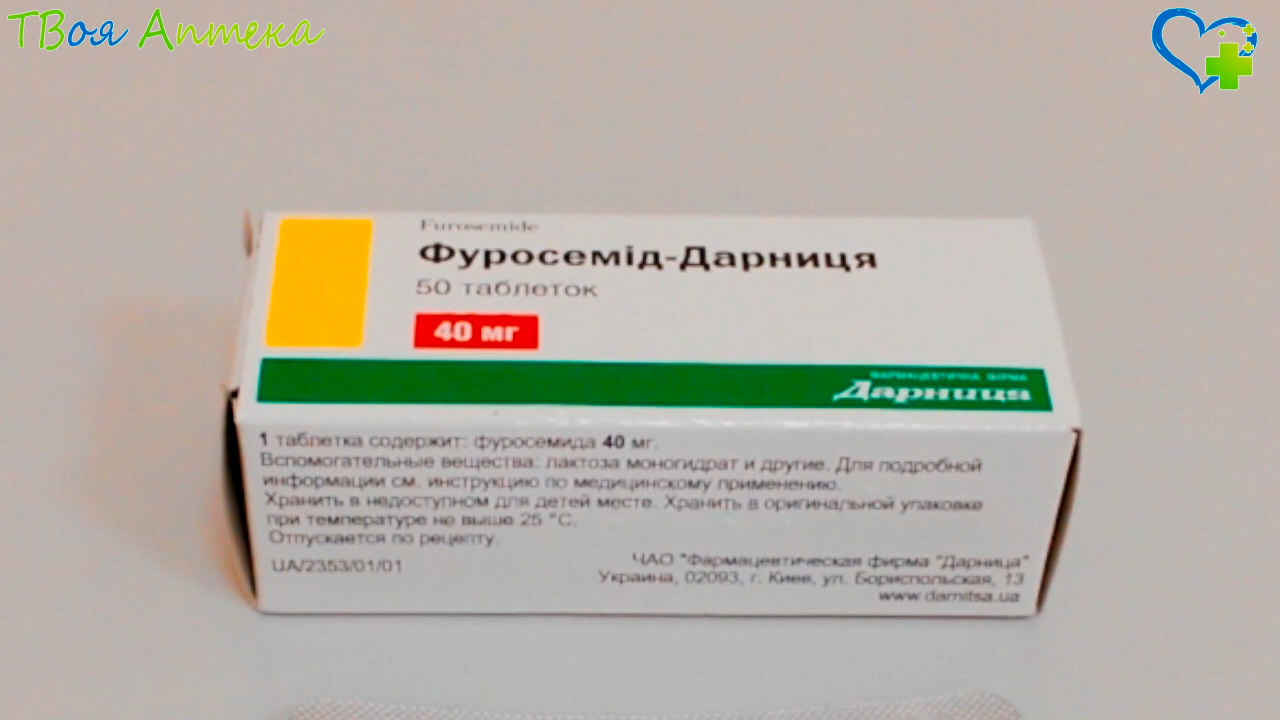 ТВоя Аптека
Furosemide
Фуросемід-Дарниця
50 таблеток
40 мг
ФАРМАЦЕВТИЧНА ФІРМА
Дарниця
1 таблетка содержит: фуросемида 40 мг.
Вспомогательные вещества: лактоза моногидрат и другие. Для подробной
информации см. инструкцию по медицинскому применению.
Хранить в недоступном для детей месте. Хранить в оригинальной упаковке
при температуре не выше 25 °С.
Отпускается по рецепту.
UA/2353/01/01
ЧАО "Фармацевтическая фирма "Дарница"
Украина, 02093, г. Киев, ул. Бориспольская, 13
www.darnitsa.ua